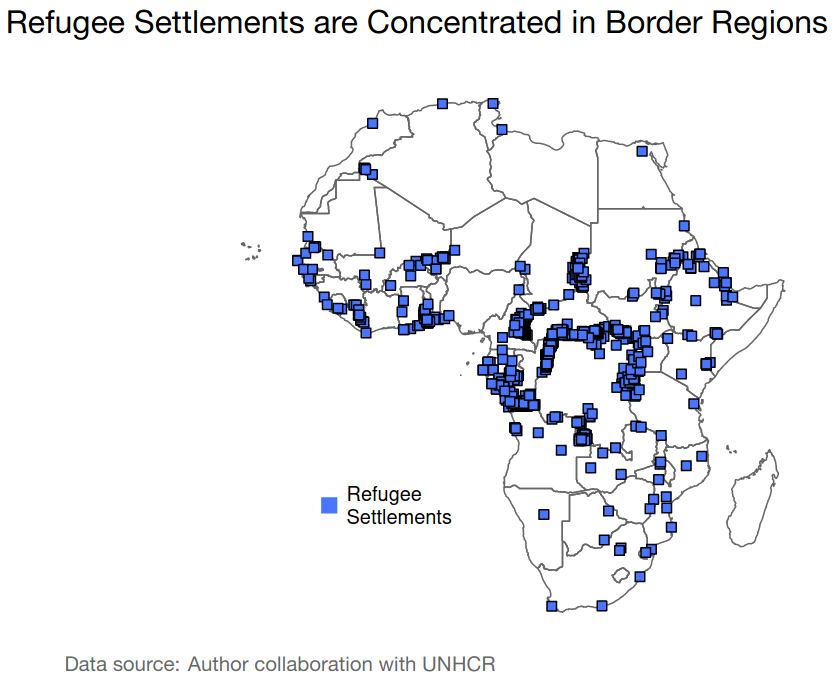 Refugee Settlements are Concentrated in Border Regions
Refugee
Settlements
Data source: Author collaboration with UNHCR